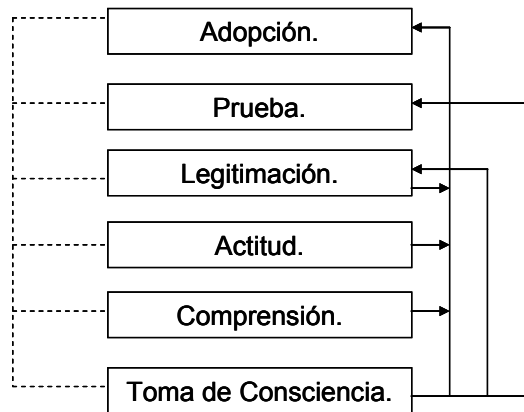 Adopción.
Prueba.
Legitimación.
Actitud.
Comprensión.
Toma de Consciencia.